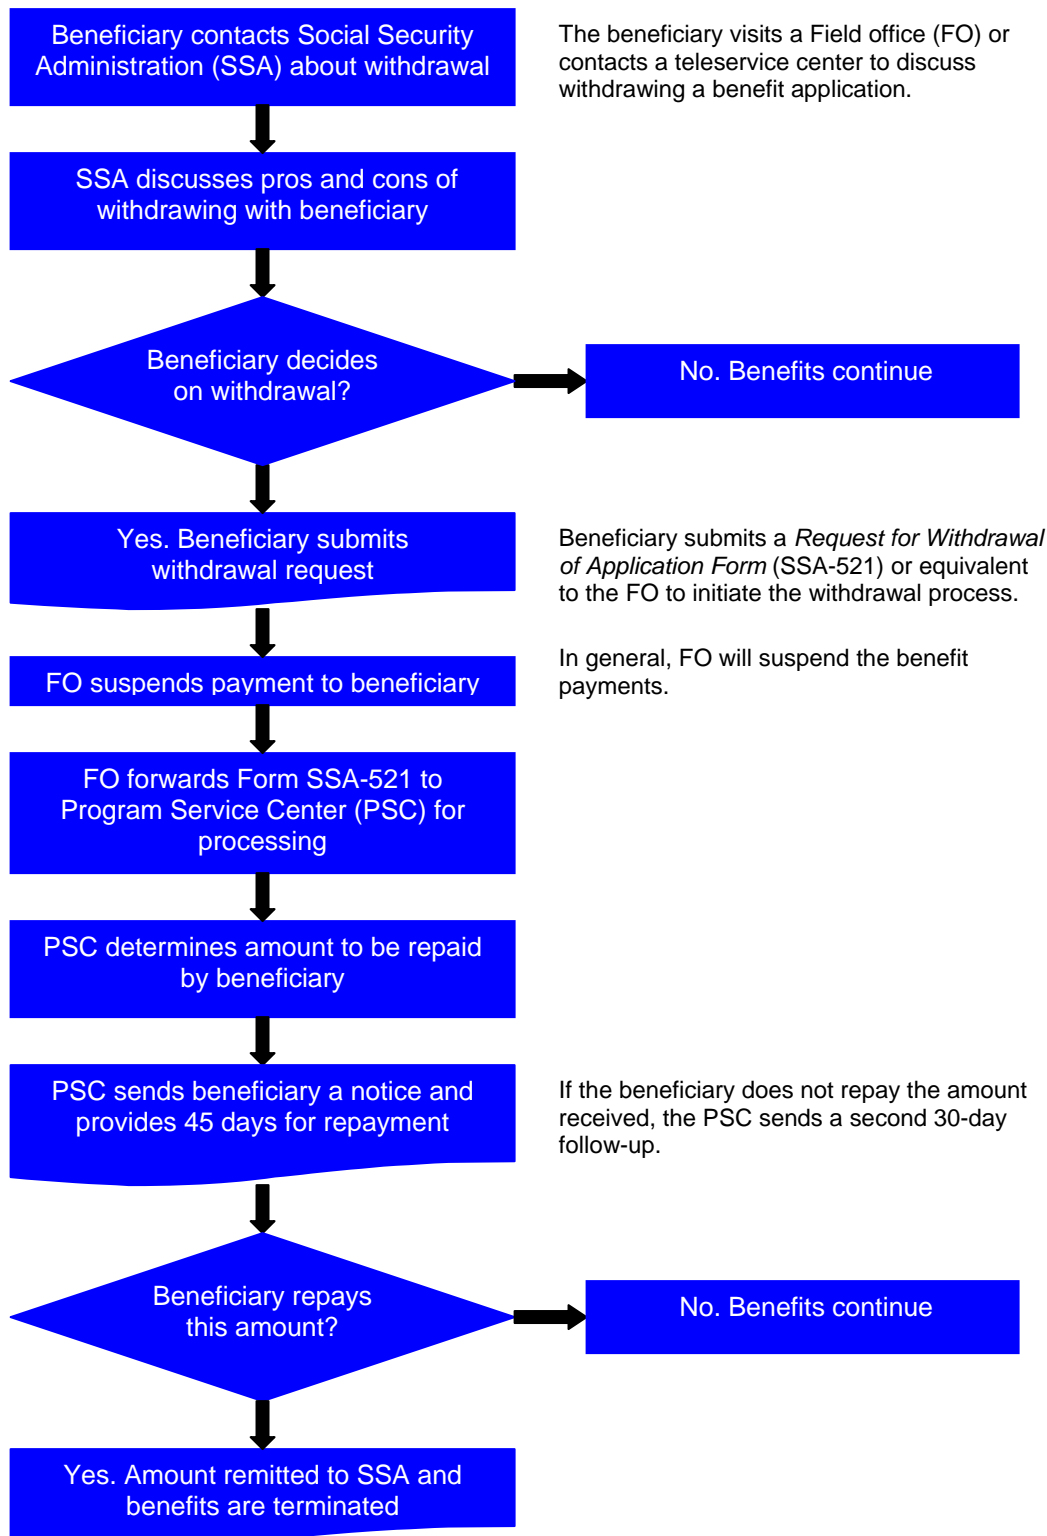 Beneficiary contacts Social Security
Administration (SSA) about withdrawal
The beneficiary visits a Field office (FO) or
contacts a teleservice center to discuss
withdrawing a benefit application.
SSA discusses pros and cons of
withdrawing with beneficiary
Beneficiary decides
on withdrawal?
No. Benefits continue
Yes. Beneficiary submits
withdrawal request
Beneficiary submits a Request for Withdrawal
of Application Form (SSA-521) or equivalent
to the FO to initiate the withdrawal process.
FO suspends payment to beneficiary
In general, FO will suspend the benefit
payments.
FO forwards Form SSA-521 to
Program Service Center (PSC) for
processing
PSC determines amount to be repaid
by beneficiary
PSC sends beneficiary a notice and
provides 45 days for repayment
If the beneficiary does not repay the amount
received, the PSC sends a second 30-day
follow-up.
Beneficiary repays
this amount?
No. Benefits continue
Yes. Amount remitted to SSA and
benefits are terminated